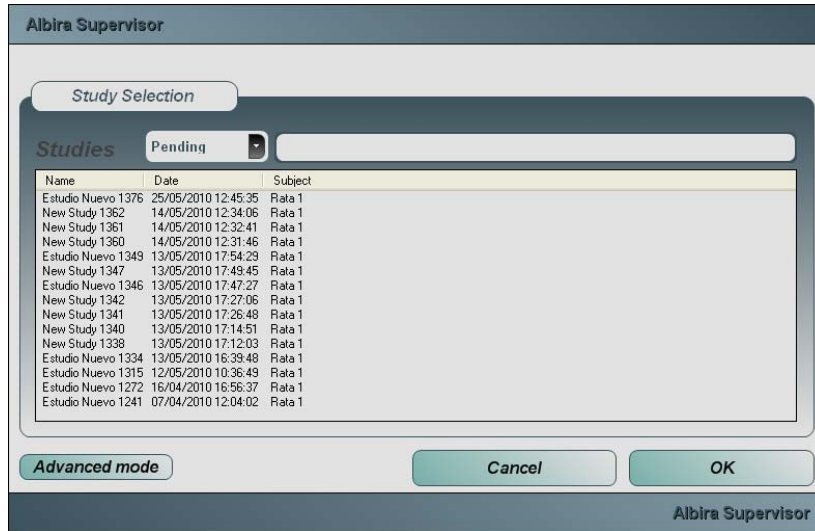 Albira Supervisor
Study Selection
Studies Pending
Name Date Subject
Estudio Nuevo 1376 25/05/2010 12:45:35 Rata 1
New Study 1362 14/05/2010 12:34:06 Rata 1
New Study 1361 14/05/2010 12:32:41 Rata 1
New Study 1360 14/05/2010 12:31:46 Rata 1
Estudio Nuevo 1349 13/05/2010 17:54:29 Rata 1
New Study 1347 13/05/2010 17:49:45 Rata 1
Estudio Nuevo 1346 13/05/2010 17:47:27 Rata 1
New Study 1342 13/05/2010 17:27:06 Rata 1
New Study 1341 13/05/2010 17:26:48 Rata 1
New Study 1340 13/05/2010 17:14:51 Rata 1
New Study 1338 13/05/2010 17:12:03 Rata 1
Estudio Nuevo 1334 13/05/2010 16:39:48 Rata 1
Estudio Nuevo 1315 12/05/2010 10:36:49 Rata 1
Estudio Nuevo 1272 16/04/2010 16:56:37 Rata 1
Estudio Nuevo 1241 07/04/2010 12:04:02 Rata 1
Advanced mode Cancel OK
Albira Supervisor